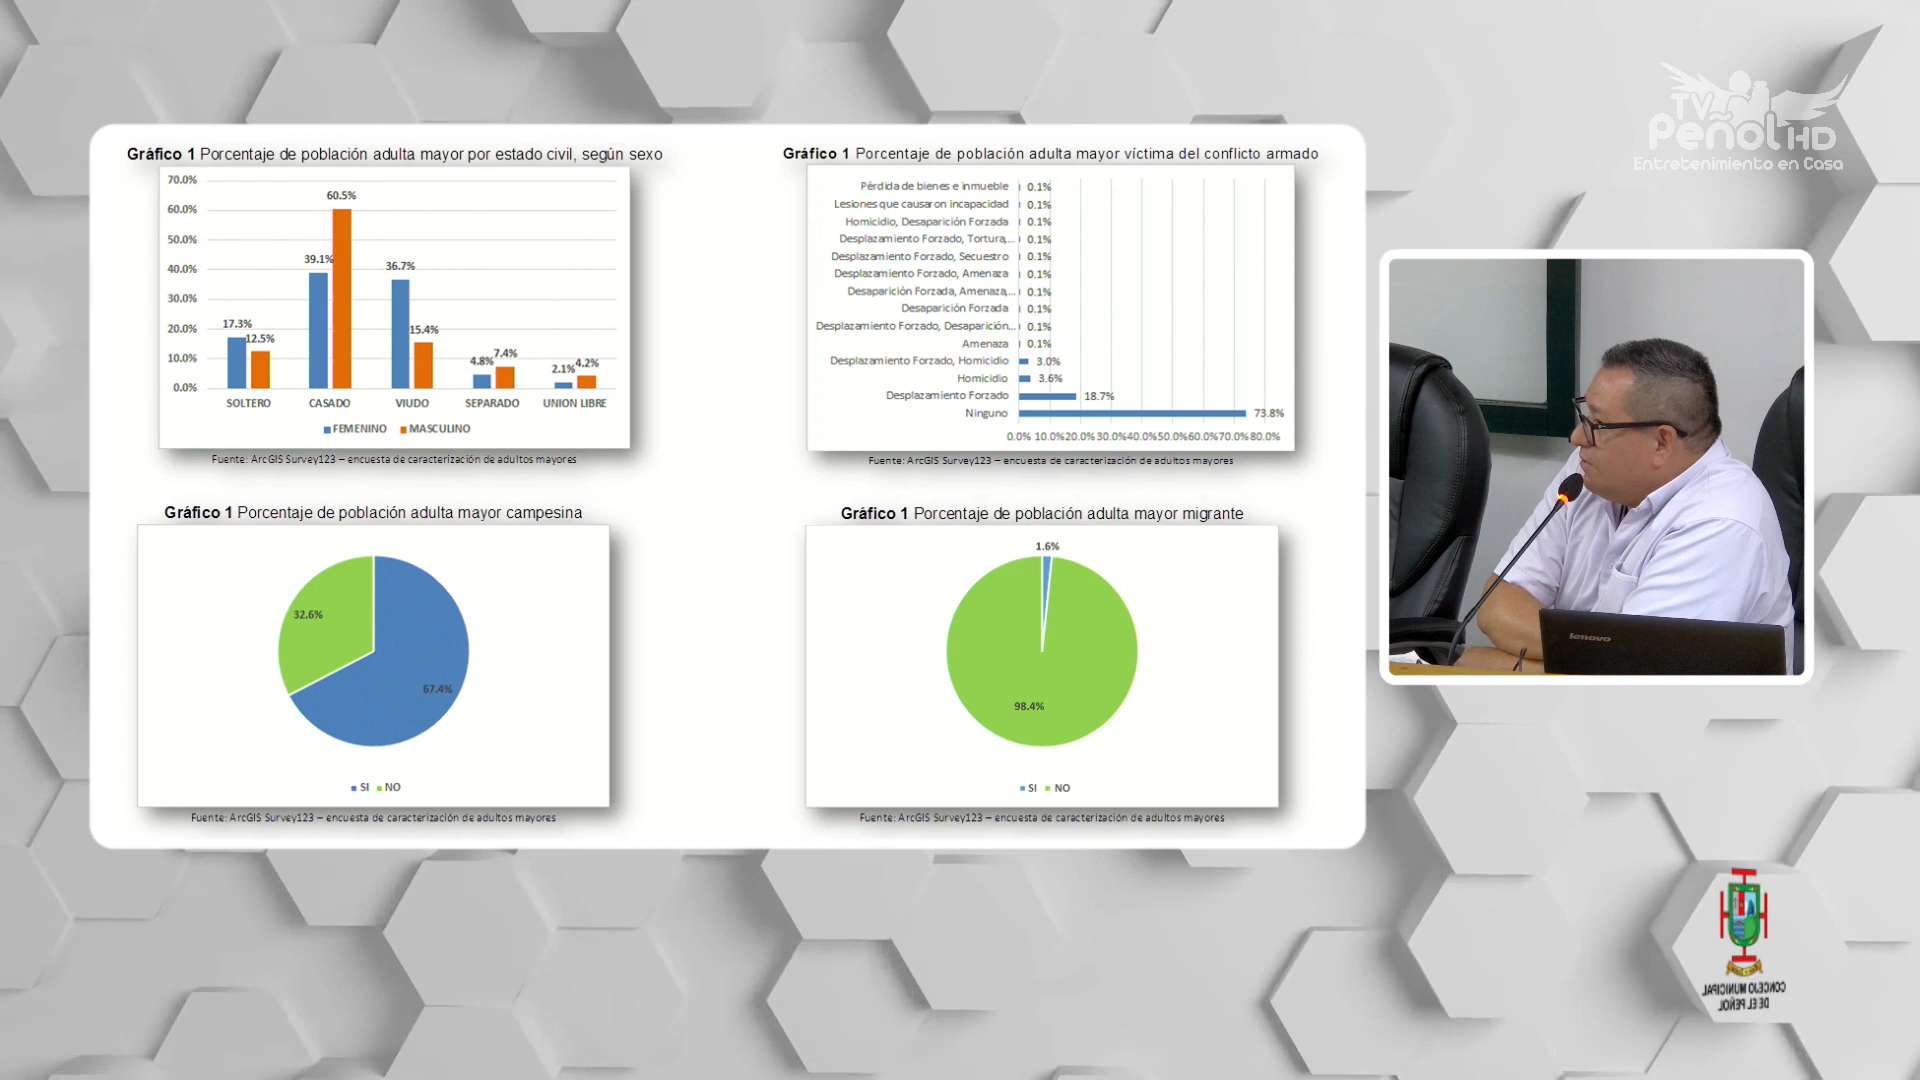 TV
Peñol HD
Entretenimiento en Casa
Gráfico 1 Porcentaje de población adulta mayor por estado civil, según sexo
70.0%
60.0%
50.0%
40.0%
30.0%
20.0%
10.0%
0.0%
17.3%
12.5%
39.1%
60.5%
36.7%
15.4%
4.8%
7.4%
2.1%
4.2%
SOLTERO CASADO VIUDO SEPARADO UNION LIBRE
FEMENINO MASCULINO
Fuente: ArcGIS Survey123 – encuesta de caracterización de adultos mayores
Gráfico 1 Porcentaje de población adulta mayor víctima del conflicto armado
Pérdida de bienes e inmueble 0.1%
Lesiones que causaron incapacidad 0.1%
Homicidio, Desaparición Forzada 0.1%
Desplazamiento Forzado, Tortura,... 0.1%
Desplazamiento Forzado, Secuestro 0.1%
Desplazamiento Forzado, Amenaza 0.1%
Desaparición Forzada, Amenaza,... 0.1%
Desaparición Forzada 0.1%
Desplazamiento Forzado, Desaparición... 0.1%
Amenaza 0.1%
Desplazamiento Forzado, Homicidio 3.0%
Homicidio 3.6%
Desplazamiento Forzado 18.7%
Ninguno 73.8%
0.0% 10.0% 20.0% 30.0% 40.0% 50.0% 60.0% 70.0% 80.0%
Fuente: ArcGIS Survey123 – encuesta de caracterización de adultos mayores
Gráfico 1 Porcentaje de población adulta mayor campesina
32.6%
67.4%
SI NO
Fuente: ArcGIS Survey123 – encuesta de caracterización de adultos mayores
Gráfico 1 Porcentaje de población adulta mayor migrante
1.6%
98.4%
SI NO
Fuente: ArcGIS Survey123 – encuesta de caracterización de adultos mayores
lenovo
CONCEJO MUNICIPAL
DE EL PEÑOL